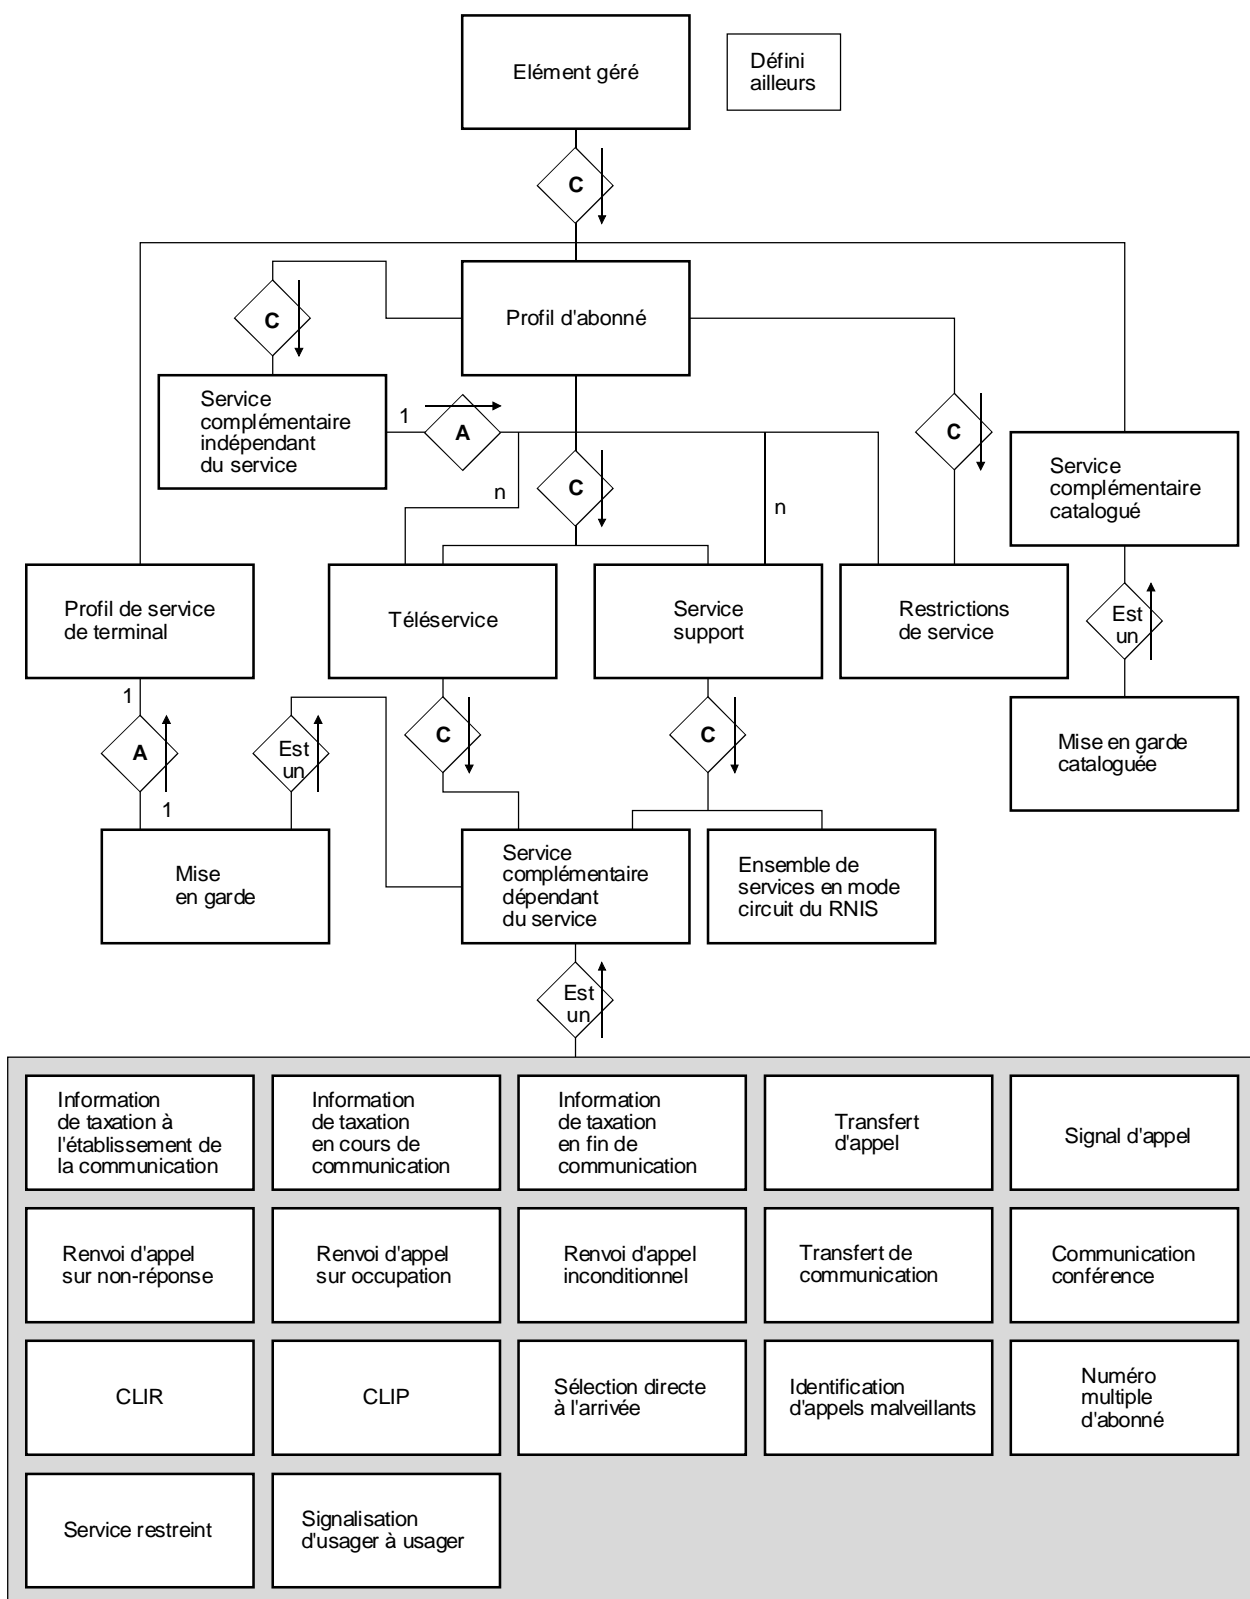 Elément géré
Défini
ailleurs
C
C
Profil d'abonné
Service
complémentaire
indépendant
du service
1
A
C
Service
complémentaire
catalogué
n
C
n
Profil de service
de terminal
Téléservice
Service
support
Restrictions
de service
Est
un
1
A
1
Est
un
C
C
Mise en garde
cataloguée
Mise
en garde
Service
complémentaire
dépendant
du service
Ensemble de
services en mode
circuit du RNIS
Est
un
Information
de taxation à
l'établissement de
la communication
Information
de taxation
en cours de
communication
Information
de taxation
en fin de
communication
Transfert
d'appel
Signal d'appel
Renvoi d'appel
sur non-réponse
Renvoi d'appel
sur occupation
Renvoi d'appel
inconditionnel
Transfert de
communication
Communication
conférence
CLIR
CLIP
Sélection directe
à l'arrivée
Identification
d'appels malveillants
Numéro
multiple
d'abonné
Service restreint
Signalisation
d'usager à usager